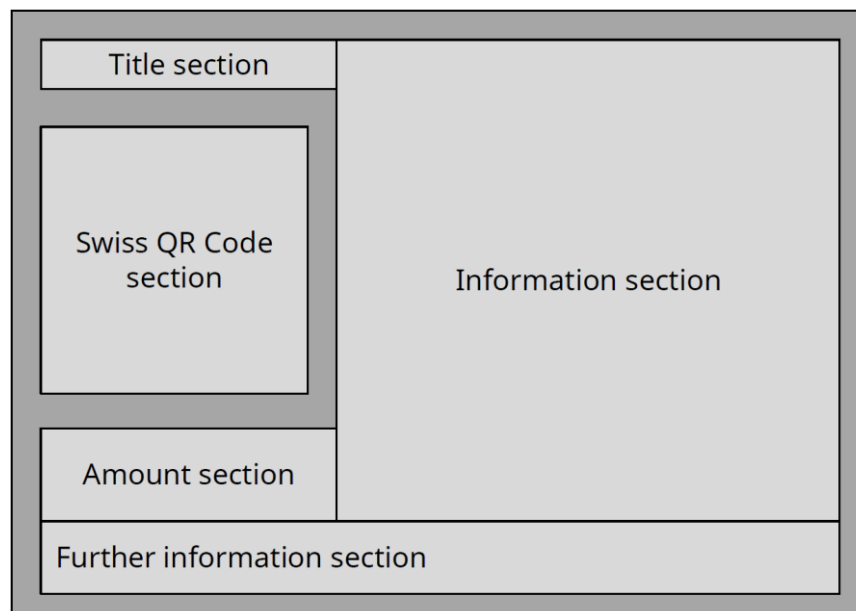 Title section
Swiss QR Code
section
Information section
Amount section
Further information section